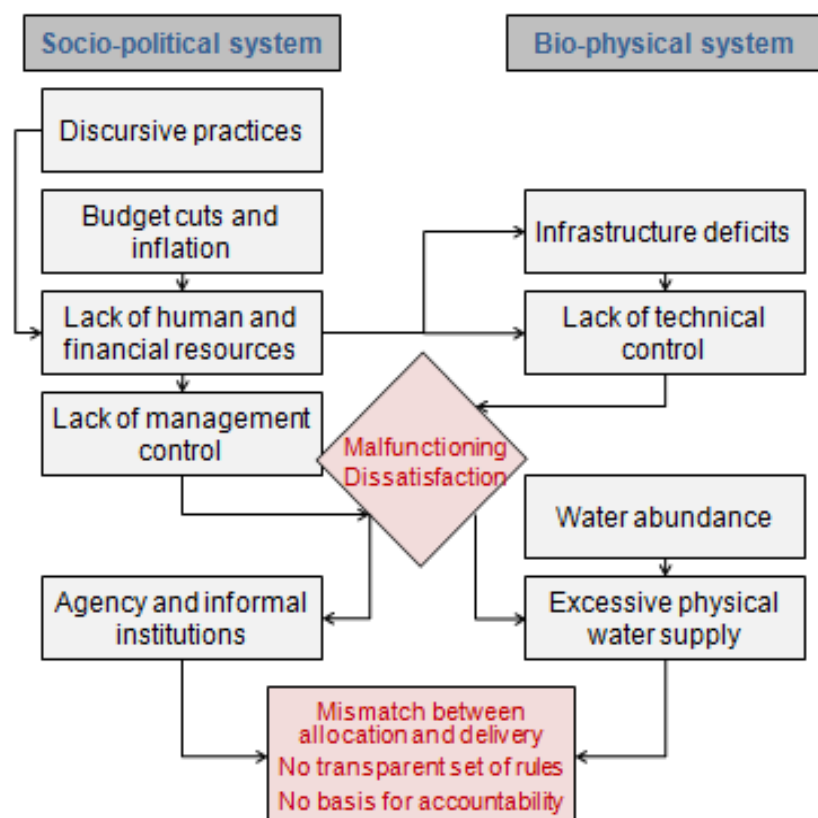 Socio-political system
Bio-physical system
Discursive practices
Budget cuts and
inflation
Infrastructure deficits
Lack of human and
financial resources
Lack of technical
control
Lack of management
control
Malfunctioning
Dissatisfaction
Water abundance
Agency and informal
institutions
Excessive physical
water supply
Mismatch between
allocation and delivery
No transparent set of rules
No basis for accountability